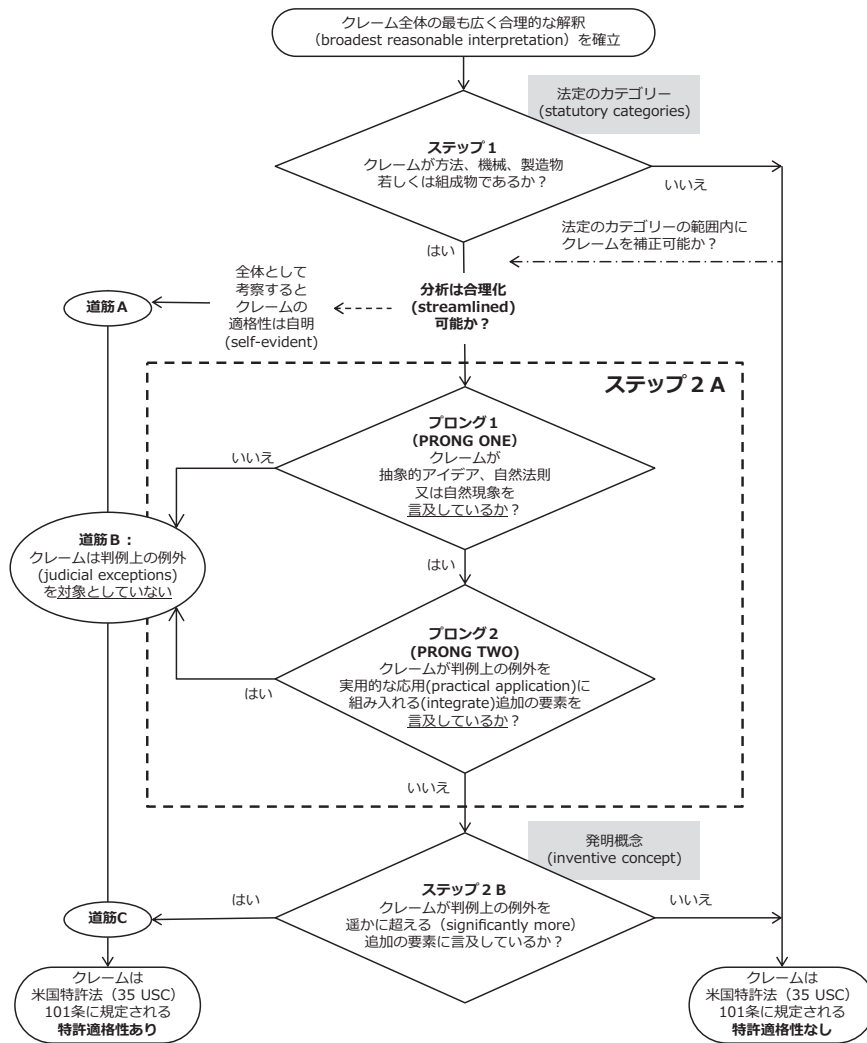 クレーム全体の最も広く合理的な解釈
（broadest reasonable interpretation）を確立
法定のカテゴリー
(statutory categories)
ステップ１
クレームが方法、機械、製造物
若しくは組成物であるか？
いいえ
はい
法定のカテゴリーの範囲内に
クレームを補正可能か？
分析は合理化
(streamlined)
可能か？
全体として
考察すると
クレームの
適格性は自明
(self-evident)
道筋Ａ
ステップ２Ａ
プロング１
（PRONG ONE）
クレームが
抽象的アイデア、自然法則
又は自然現象を
言及しているか？
いいえ
はい
道筋Ｂ：
クレームは判例上の例外
(judicial exceptions)
を対象としていない
プロング２
(PRONG TWO)
クレームが判例上の例外を
実用的な応用(practical application)に
組み入れる(integrate)追加の要素を
言及しているか？
はい
いいえ
発明概念
(inventive concept)
ステップ２Ｂ
クレームが判例上の例外を
遥かに超える（significantly more）
追加の要素に言及しているか？
はい
いいえ
道筋C
クレームは
米国特許法（35 USC）
101条に規定される
特許適格性あり
クレームは
米国特許法（35 USC）
101条に規定される
特許適格性なし